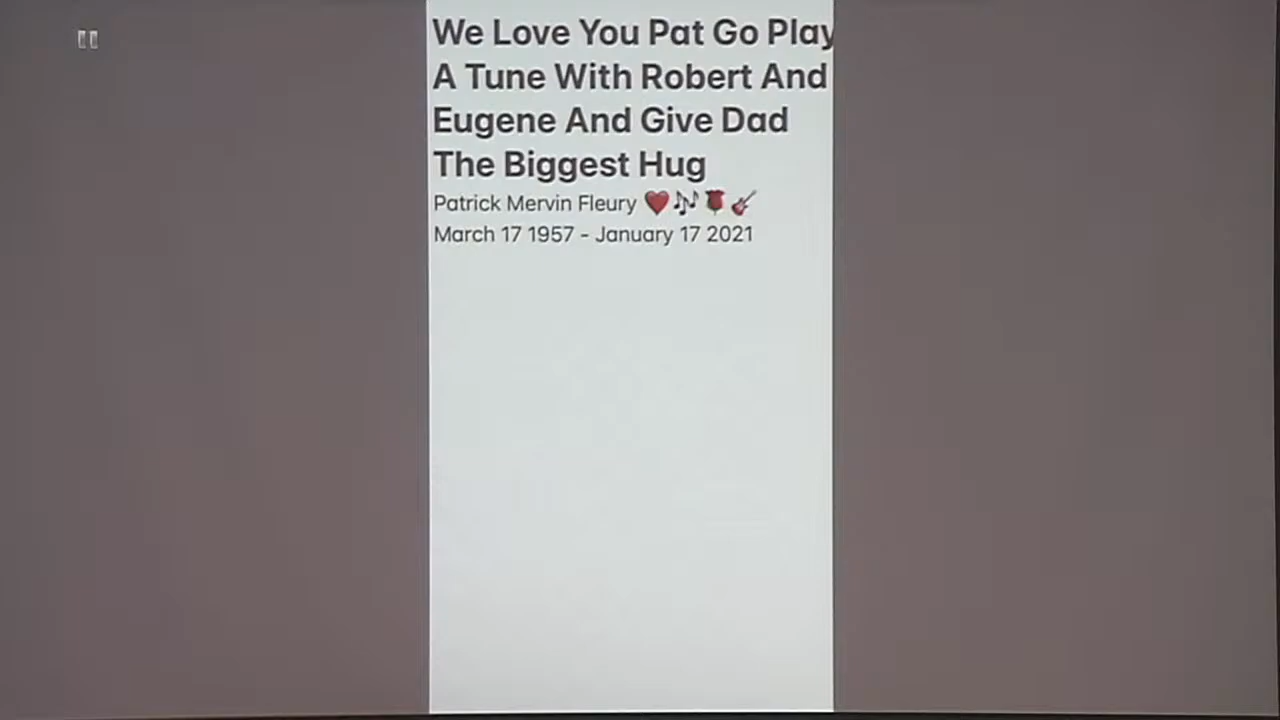 We Love You Pat Go Play
A Tune With Robert And
Eugene And Give Dad
The Biggest Hug
Patrick Mervin Fleury ❤️🎶🌹🎸
March 17 1957 - January 17 2021